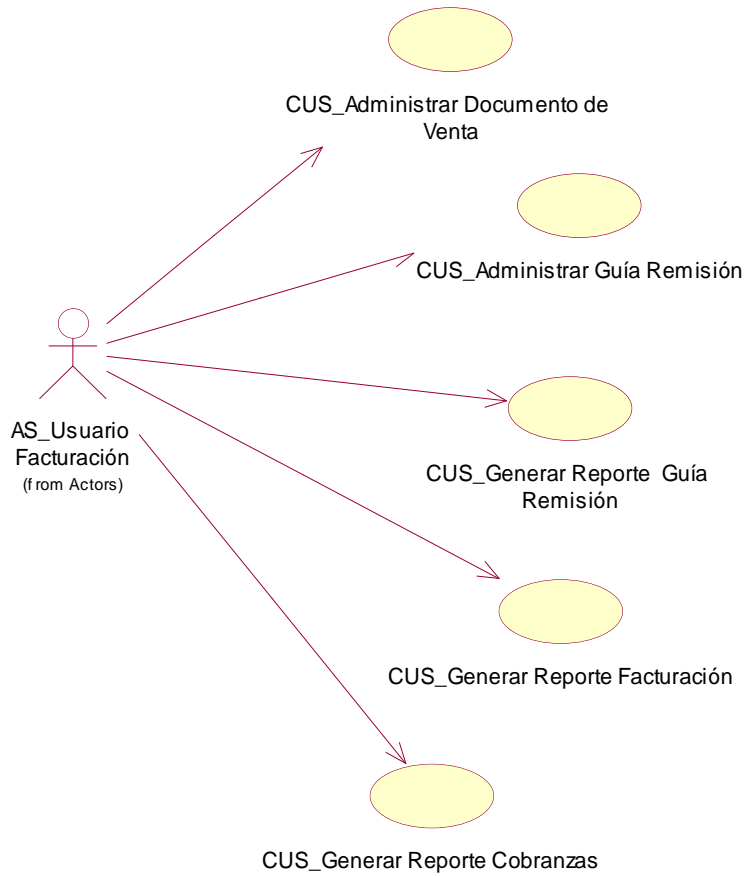 CUS_Administrar Documento de
Venta
CUS_Administrar Guía Remisión
AS_Usuario
Facturación
(from Actors)
CUS_Generar Reporte Guía
Remisión
CUS_Generar Reporte Facturación
CUS_Generar Reporte Cobranzas